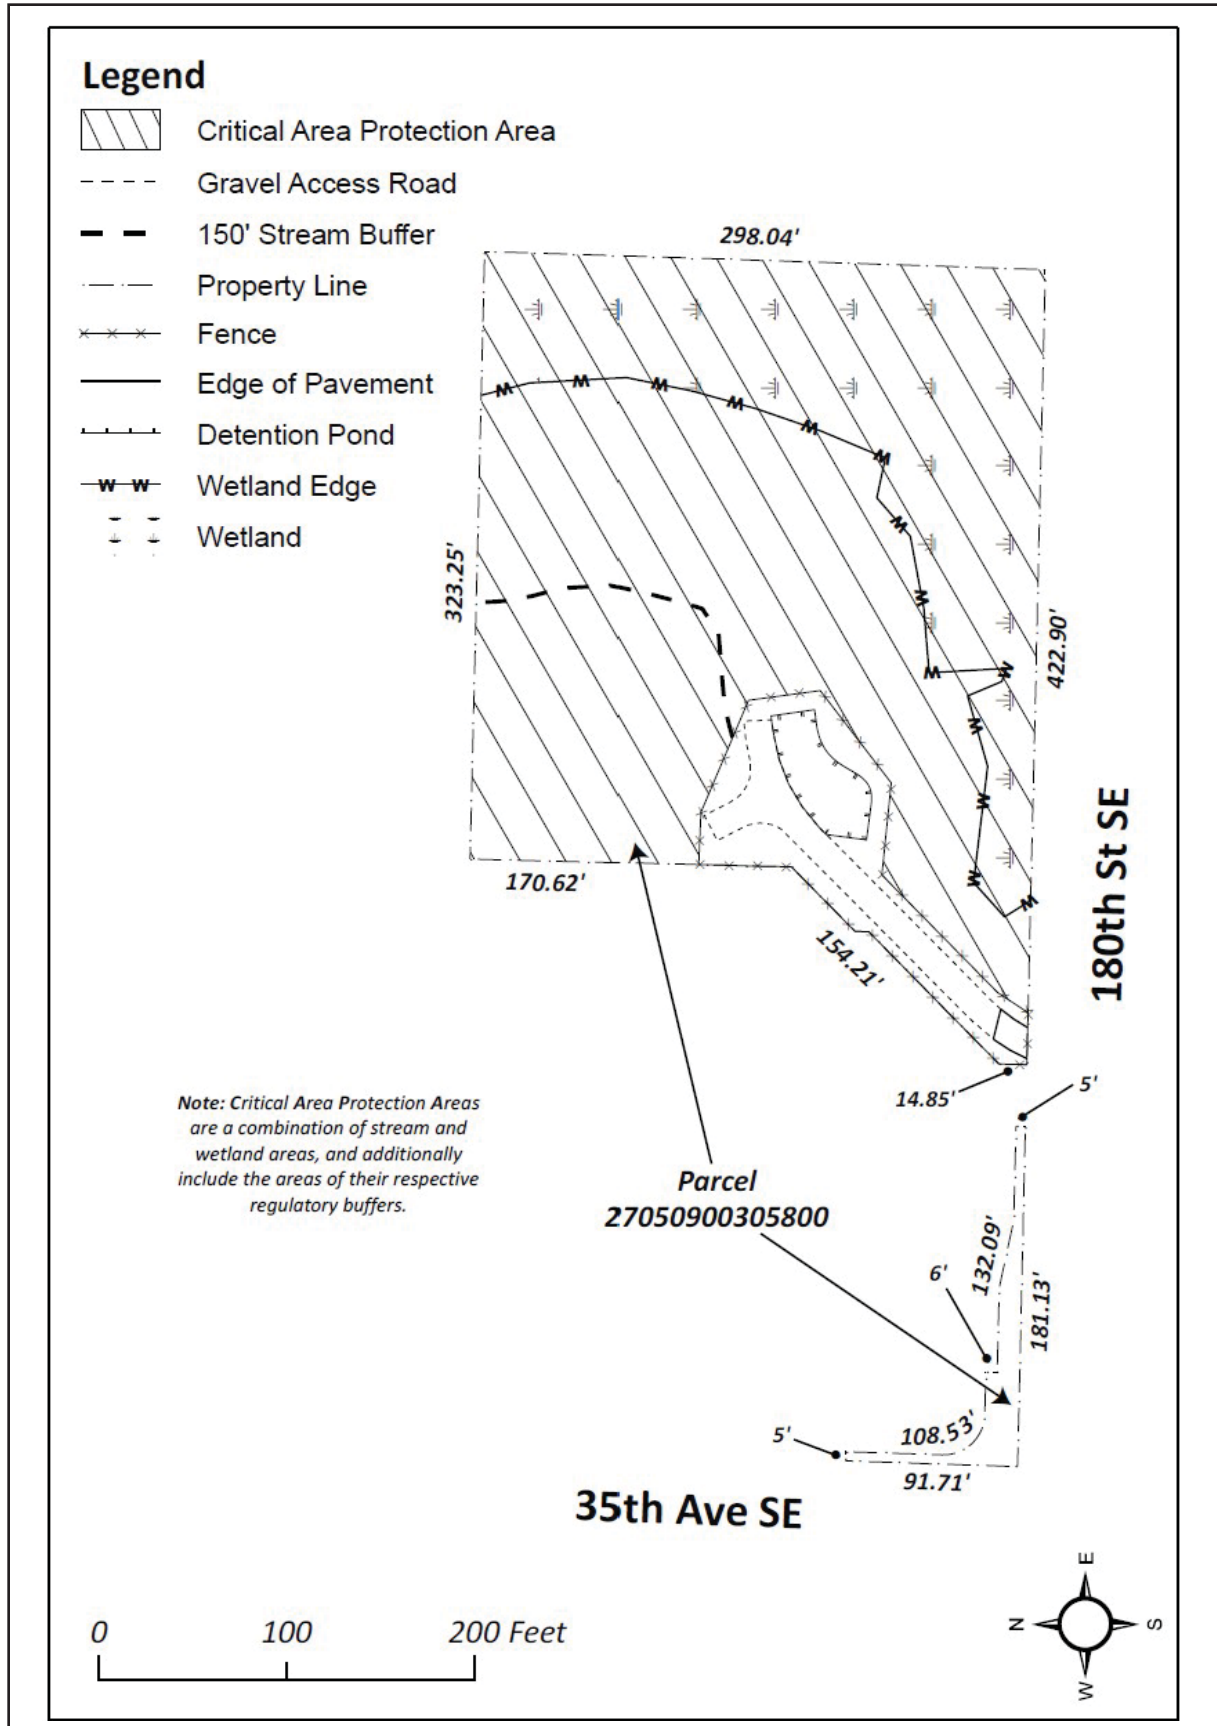 Legend
Critical Area Protection Area
Gravel Access Road
150' Stream Buffer
Property Line
Fence
Edge of Pavement
Detention Pond
W W Wetland Edge
Wetland
298.04'
W W W W W W W W W W W W W W
323.25'
422.90'
170.62'
154.21'
180th St SE
14.85'
5'
Note: Critical Area Protection Areas
are a combination of stream and
wetland areas, and additionally
include the areas of their respective
regulatory buffers.
Parcel
27050900305800
132.09'
6'
181.13'
108.53'
5'
91.71'
35th Ave SE
0 100 200 Feet
E
N S
W